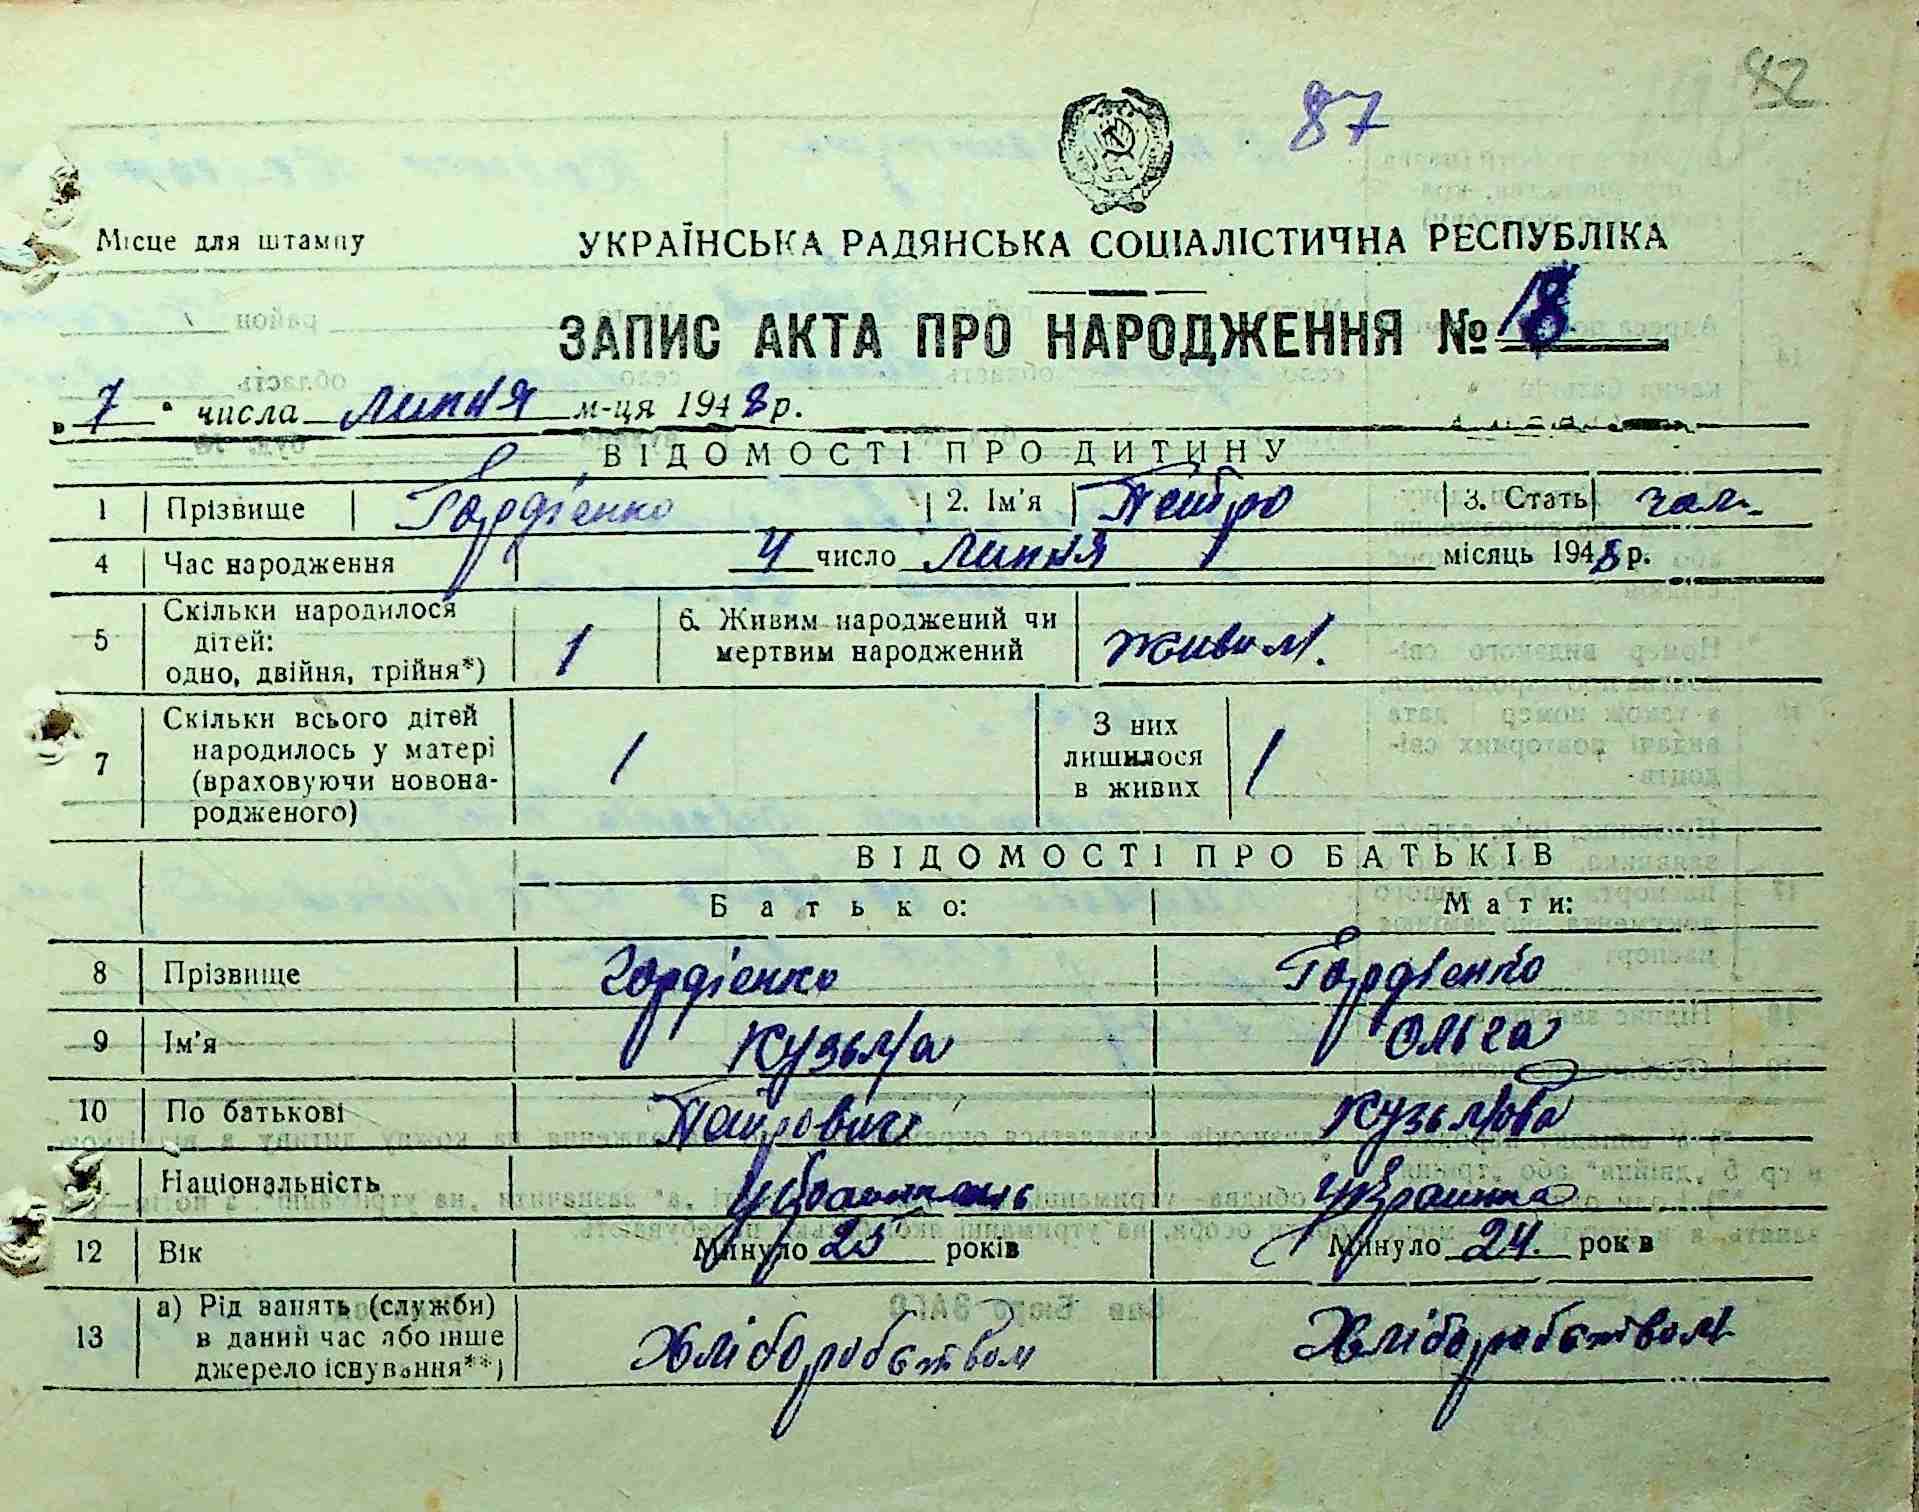 82
87
Місце для штампу
УКРАЇНСЬКА РАДЯНСЬКА СОЦІАЛІСТИЧНА РЕСПУБЛІКА
ЗАПИС АКТА ПРО НАРОДЖЕННЯ № 18
"7" числа Липня м-ця 1948 р.
ВІДОМОСТІ ПРО ДИТИНУ
1 Прізвище Гордієнко 2. Ім'я Петро 3. Стать чол.
4 Час народження 4 число Липня місяць 1948 р.
5 Скільки народилося дітей: одно, двійня, трійня*) 1 6. Живим народжений чи мертвим народжений живим.
7 Скільки всього дітей народилось у матері (враховуючи новонародженого) 1 З них лишилося в живих 1
ВІДОМОСТІ ПРО БАТЬКІВ
Батько: Мати:
8 Прізвище Гордієнко Гордієнко
9 Ім'я Кузьма Ольга
10 По батькові Петрович Кузьмова
Національність Українець Українка
12 Вік Минуло 25 років Минуло 24. рок в
13 а) Рід занять (служби) в даний час або інше джерело існування**) Хліборобством Хліборобством